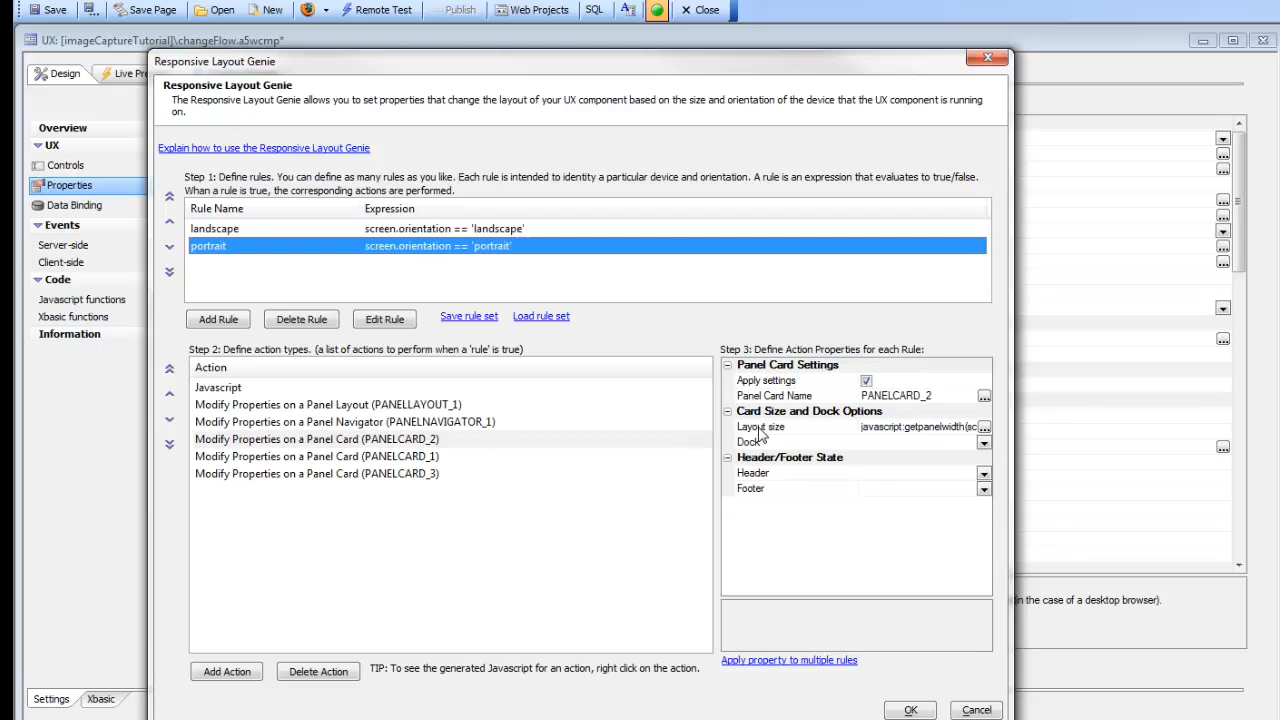 Save New Save Page Open Remote Test Publish Web Projects SQL Close
UX: [imageCaptureTutorial]\changeFlow.a5wcmp*
Responsive Layout Genie
Design Live Pre
Responsive Layout Genie
The Responsive Layout Genie allows you to set properties that change the layout of your UX component based on the size and orientation of the device that the UX component is running
on.
Overview
UX
Controls
Properties
Data Binding
Events
Server-side
Client-side
Code
Javascript functions
Xbasic functions
Information
Explain how to use the Responsive Layout Genie
Step 1: Define rules. You can define as many rules as you like. Each rule is intended to identify a particular device and orientation. A rule is an expression that evaluates to true/false.
When a rule is true, the corresponding actions are performed.
Rule Name Expression
landscape screen.orientation == 'landscape'
portrait screen.orientation == 'portrait'
Add Rule Delete Rule Edit Rule Save rule set Load rule set
Step 2: Define action types. (a list of actions to perform when a 'rule' is true)
Action
Javascript
Modify Properties on a Panel Layout (PANELLAYOUT_1)
Modify Properties on a Panel Navigator (PANELNAVIGATOR_1)
Modify Properties on a Panel Card (PANELCARD_2)
Modify Properties on a Panel Card (PANELCARD_1)
Modify Properties on a Panel Card (PANELCARD_3)
Step 3: Define Action Properties for each Rule:
Panel Card Settings
Apply settings
Panel Card Name PANELCARD_2
Card Size and Dock Options
Layout size javascript:getpanelwidth(sc
Dock
Header/Footer State
Header
Footer
(in the case of a desktop browser).
Apply property to multiple rules
Add Action Delete Action TIP: To see the generated Javascript for an action, right click on the action.
Settings Xbasic
OK Cancel